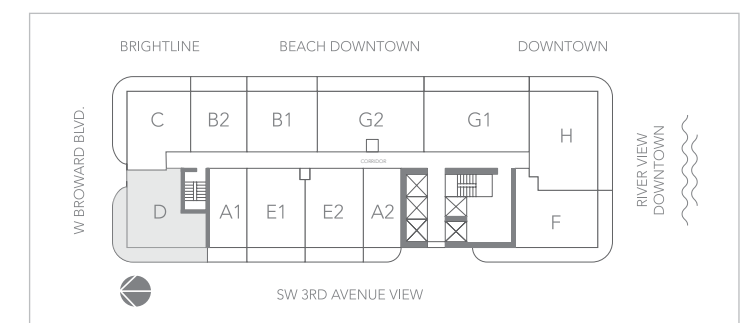 BRIGHTLINE BEACH DOWNTOWN DOWNTOWN
W BROWARD BLVD.
C B2 B1 G2 G1 H
CORRIDOR
D A1 E1 E2 A2 F
RIVER VIEW
DOWNTOWN
SW 3RD AVENUE VIEW